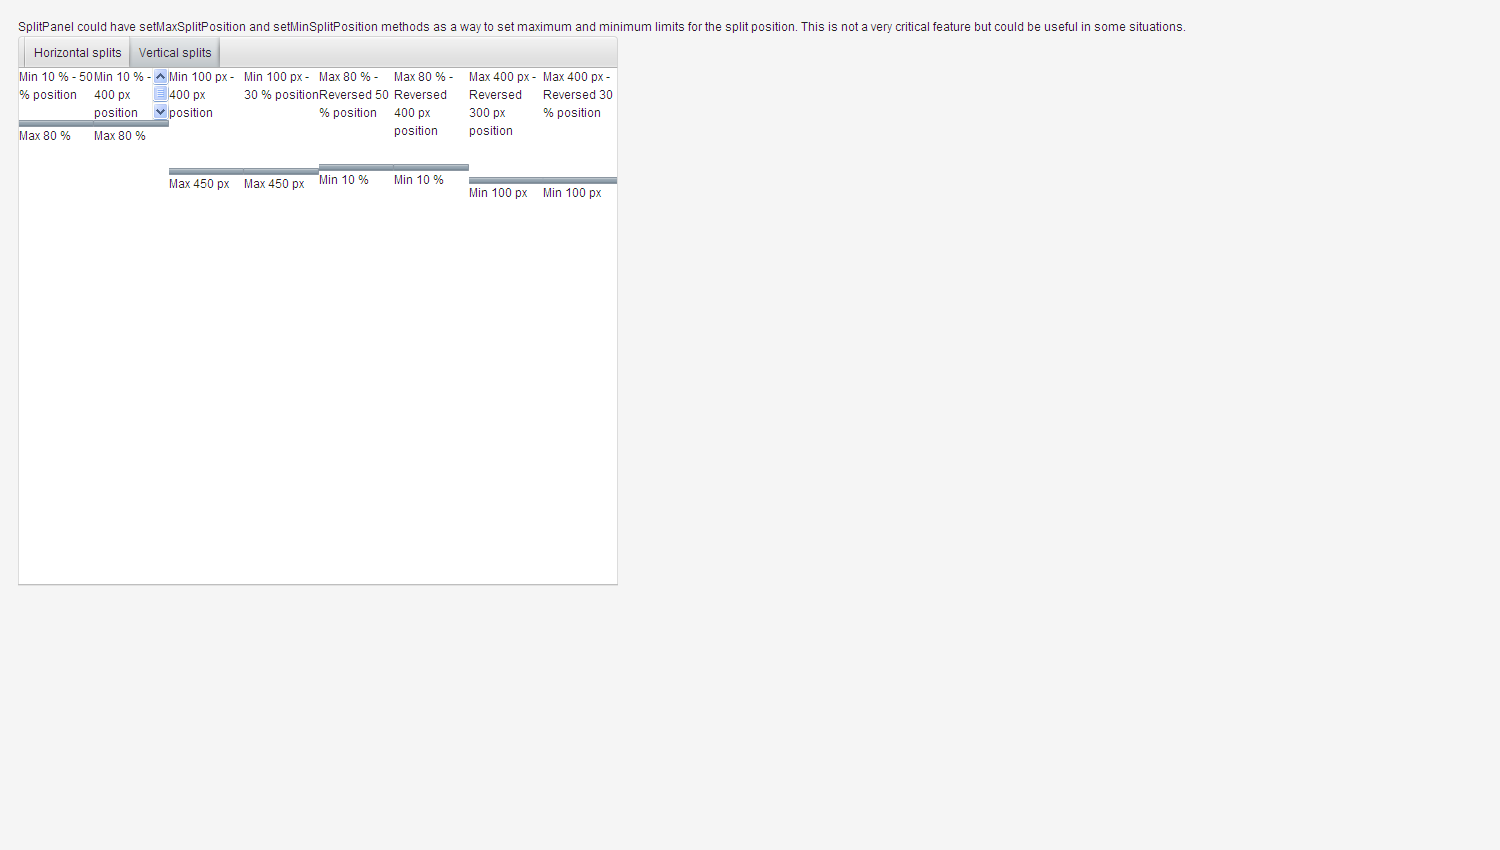 SplitPanel could have setMaxSplitPosition and setMinSplitPosition methods as a way to set maximum and minimum limits for the split position. This is not a very critical feature but could be useful in some situations.
Horizontal splits
Vertical splits
Min 10 % - 50
% position
Max 80 %
Min 10 % -
400 px
position
Max 80 %
Min 100 px -
400 px
position
Max 450 px
Min 100 px -
30 % position
Max 450 px
Max 80 % -
Reversed 50
% position
Min 10 %
Max 80 % -
Reversed
400 px
position
Min 10 %
Max 400 px -
Reversed
300 px
position
Min 100 px
Max 400 px -
Reversed 30
% position
Min 100 px